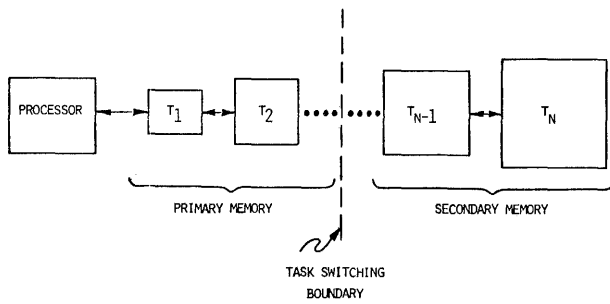 PROCESSOR
T1
T2
TN-1
TN
PRIMARY MEMORY
SECONDARY MEMORY
TASK SWITCHING
BOUNDARY